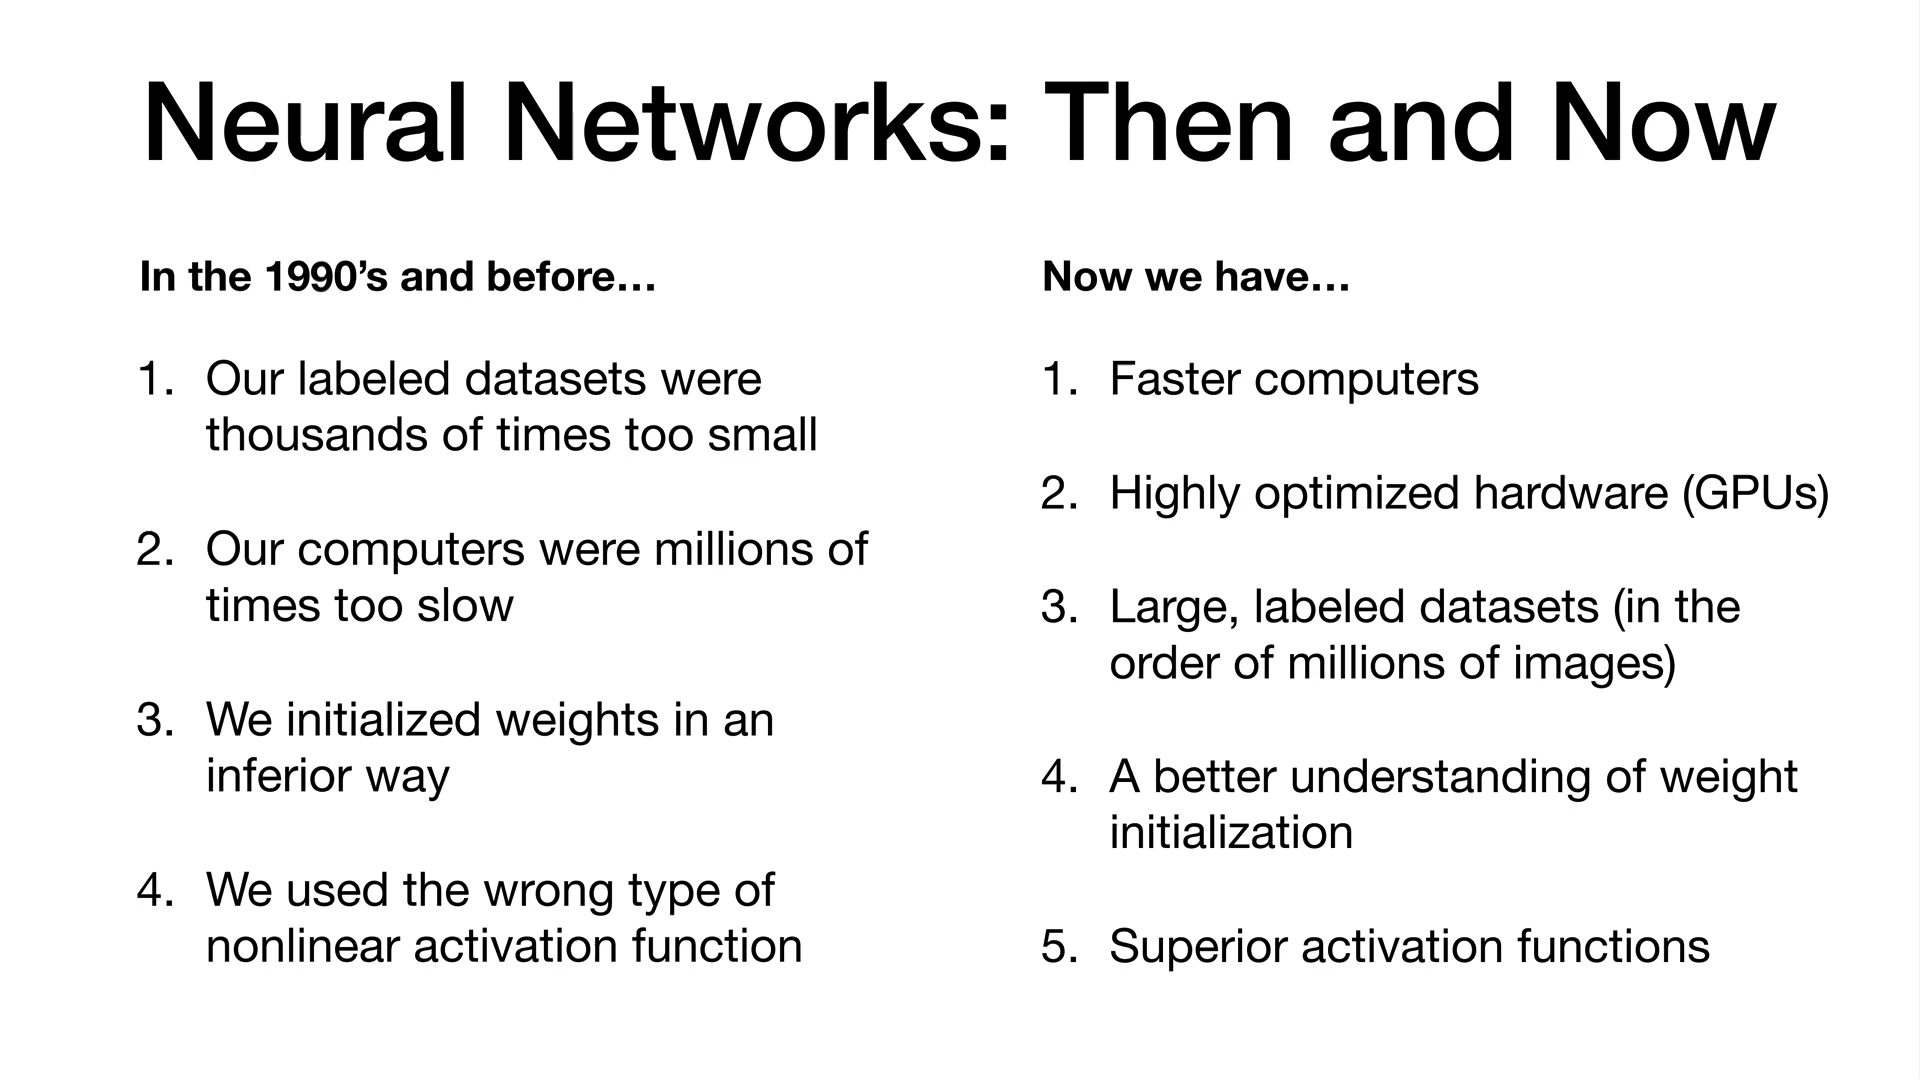 Neural Networks: Then and Now
In the 1990’s and before…
1. Our labeled datasets were
thousands of times too small
2. Our computers were millions of
times too slow
3. We initialized weights in an
inferior way
4. We used the wrong type of
nonlinear activation function
Now we have…
1. Faster computers
2. Highly optimized hardware (GPUs)
3. Large, labeled datasets (in the
order of millions of images)
4. A better understanding of weight
initialization
5. Superior activation functions